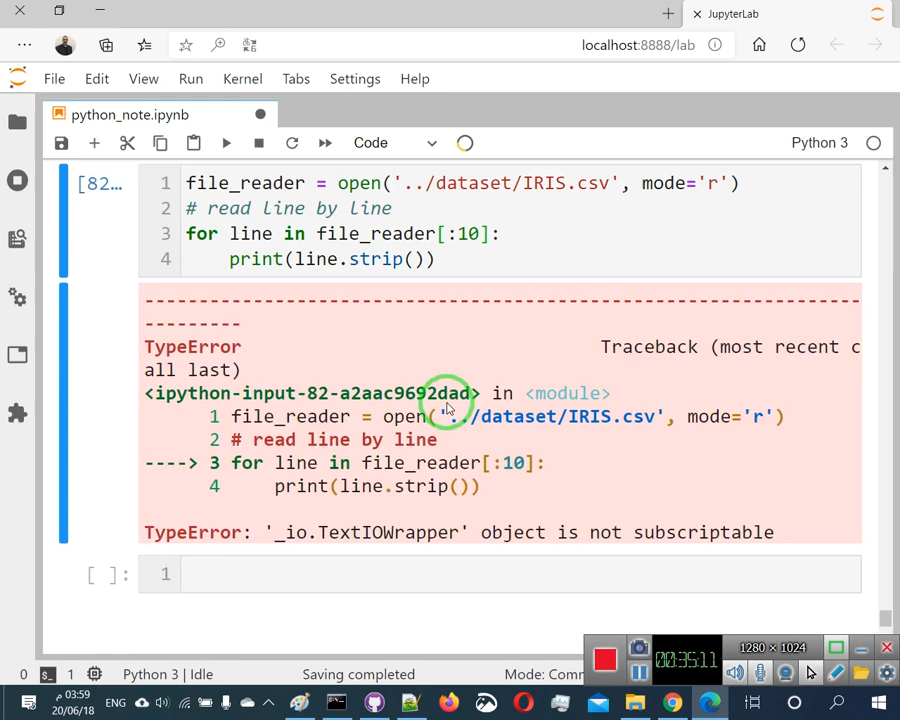 JupyterLab
localhost:8888/lab
File Edit View Run Kernel Tabs Settings Help
python_note.ipynb
Code Python 3
[82...
1 file_reader = open('../dataset/IRIS.csv', mode='r')
2 # read line by line
3 for line in file_reader[:10]:
4 print(line.strip())
--------------------------------------------------------------------
---------
TypeError Traceback (most recent c
all last)
<ipython-input-82-a2aac9692dad> in <module>
1 file_reader = open('../dataset/IRIS.csv', mode='r')
2 # read line by line
----> 3 for line in file_reader[:10]:
4 print(line.strip())
TypeError: '_io.TextIOWrapper' object is not subscriptable
[ ]: 1
1280 × 1024
00:35:11
0 1 Python 3 | Idle Saving completed Mode: Comm
03:59 م
20/06/18
ENG